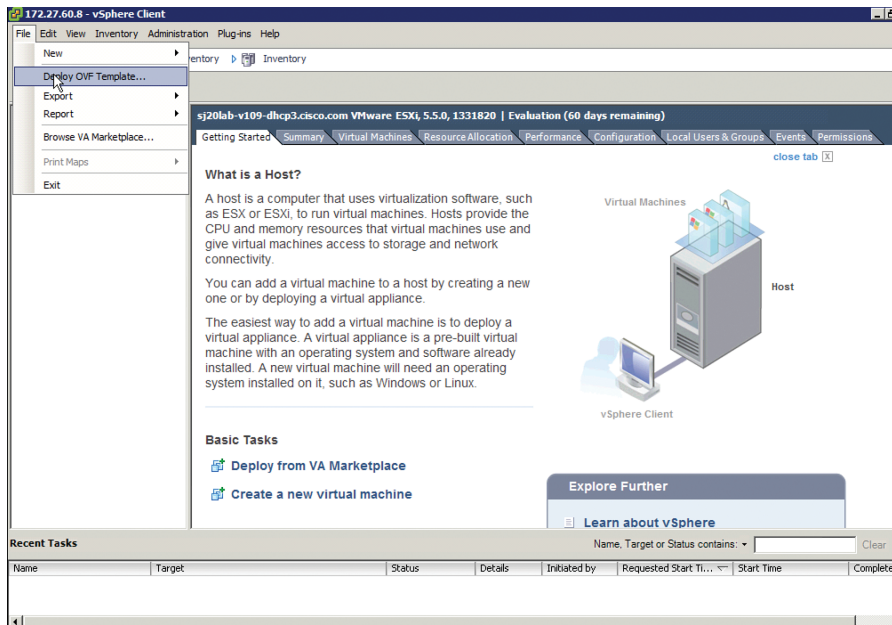 172.27.60.8 - vSphere Client
File Edit View Inventory Administration Plug-ins Help
New
entory Inventory
Deploy OVF Template...
Export
Report
Browse VA Marketplace...
Print Maps
Exit
sj20lab-v109-dhcp3.cisco.com VMware ESXi, 5.5.0, 1331820 | Evaluation (60 days remaining)
Getting Started Summary Virtual Machines Resource Allocation Performance Configuration Local Users & Groups Events Permissions
close tab X
What is a Host?
A host is a computer that uses virtualization software, such
as ESX or ESXi, to run virtual machines. Hosts provide the
CPU and memory resources that virtual machines use and
give virtual machines access to storage and network
connectivity.
You can add a virtual machine to a host by creating a new
one or by deploying a virtual appliance.
The easiest way to add a virtual machine is to deploy a
virtual appliance. A virtual appliance is a pre-built virtual
machine with an operating system and software already
installed. A new virtual machine will need an operating
system installed on it, such as Windows or Linux.
Virtual Machines
Host
vSphere Client
Basic Tasks
Deploy from VA Marketplace
Create a new virtual machine
Explore Further
Learn about vSphere
Recent Tasks
Name, Target or Status contains:
Clear
Name Target Status Details Initiated by Requested Start Ti... Start Time Complete